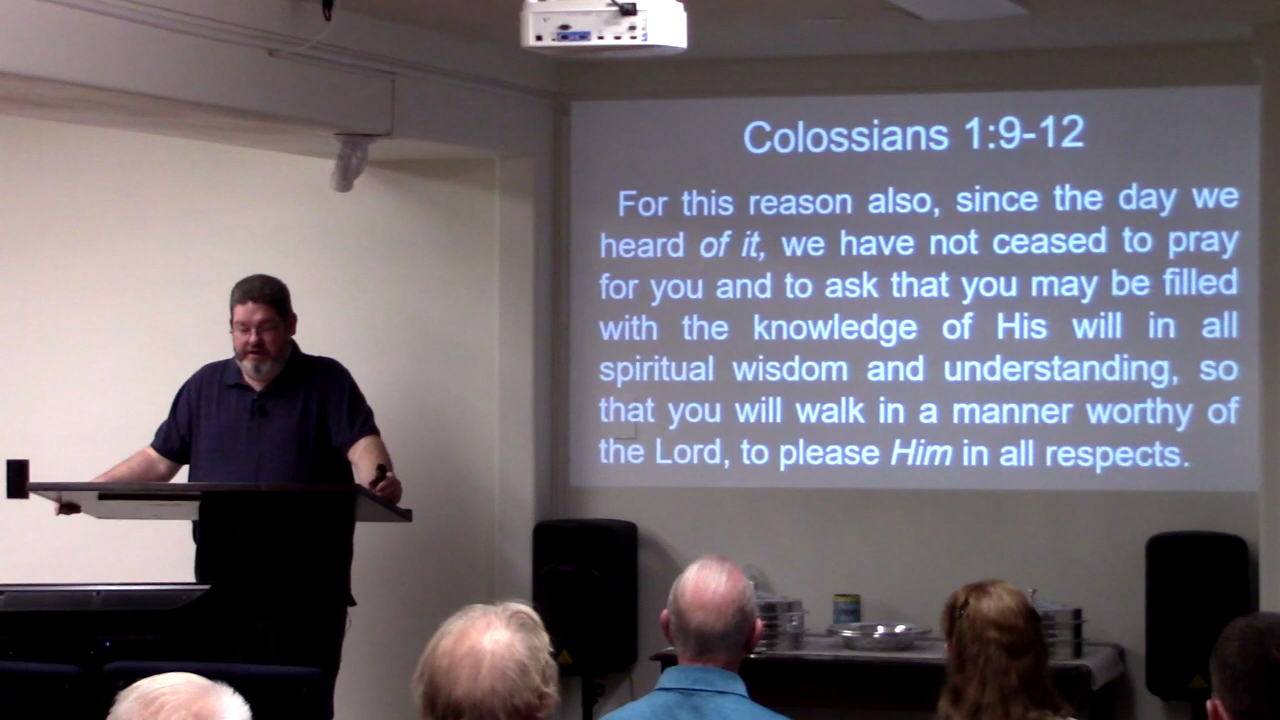 Colossians 1:9-12
For this reason also, since the day we
heard of it, we have not ceased to pray
for you and to ask that you may be filled
with the knowledge of His will in all
spiritual wisdom and understanding, so
that you will walk in a manner worthy of
the Lord, to please Him in all respects.